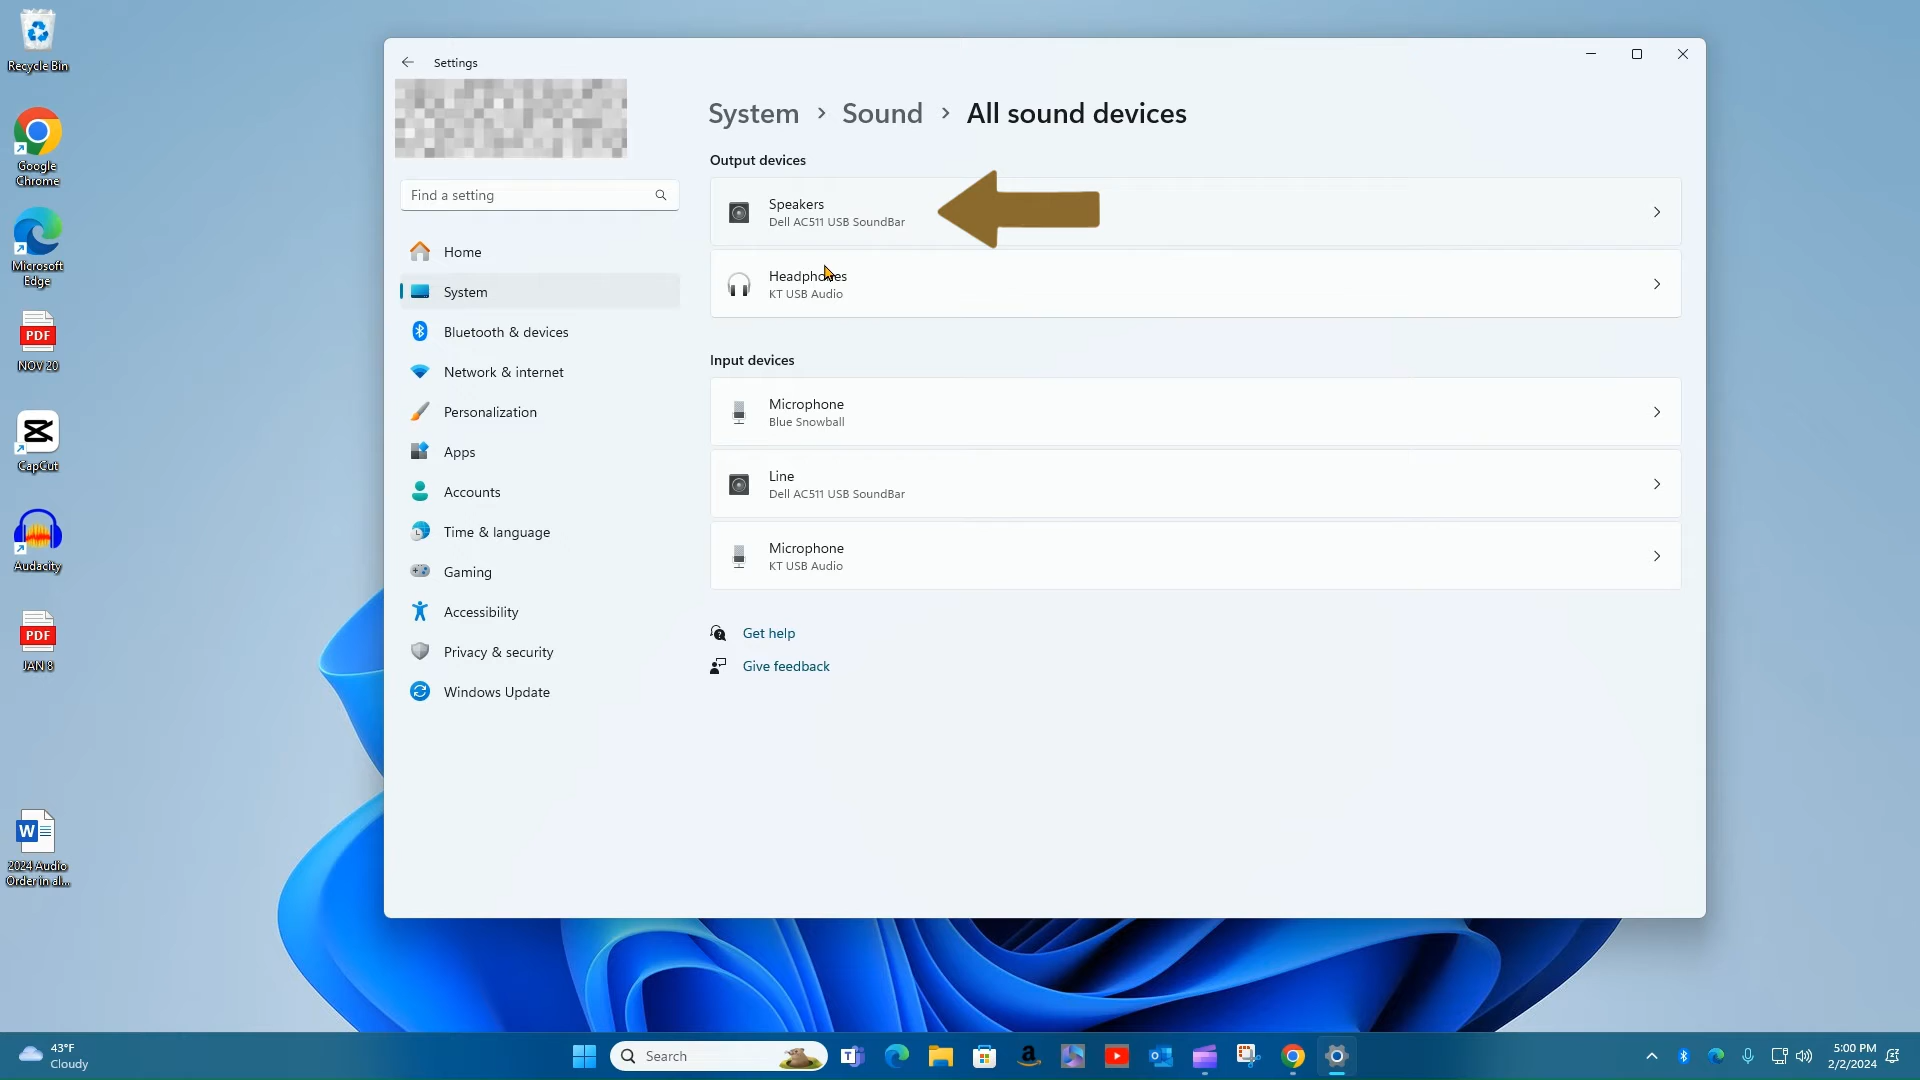 Recycle Bin
Google
Chrome
Microsoft
Edge
PDF
NOV 20
CapCut
Audacity
PDF
JAN 8
W
2024 Audio
Order in al...
Settings
Find a setting
Home
System
Bluetooth & devices
Network & internet
Personalization
Apps
Accounts
Time & language
Gaming
Accessibility
Privacy & security
Windows Update
System > Sound > All sound devices
Output devices
Speakers
Dell AC511 USB SoundBar
Headphones
KT USB Audio
Input devices
Microphone
Blue Snowball
Line
Dell AC511 USB SoundBar
Microphone
KT USB Audio
Get help
Give feedback
43°F
Cloudy
Search
5:00 PM
2/2/2024